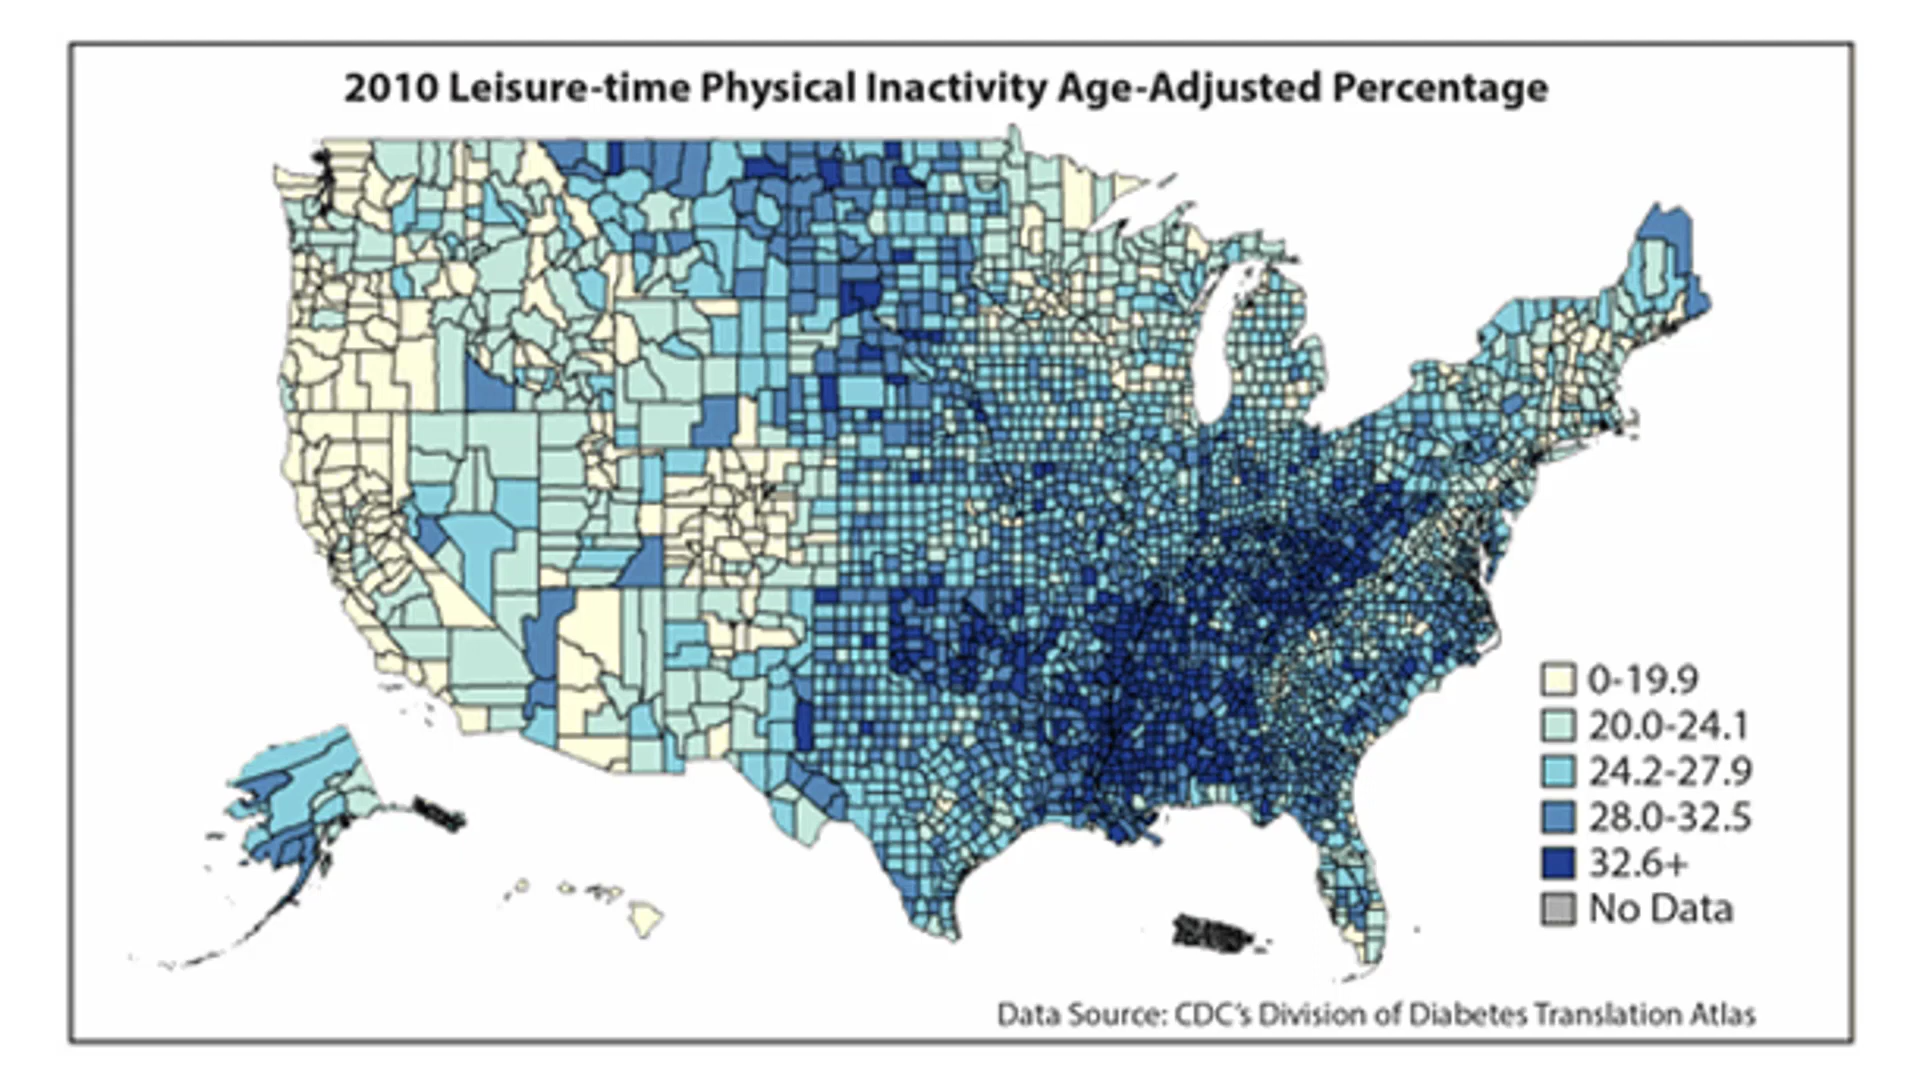 2010 Leisure-time Physical Inactivity Age-Adjusted Percentage
0-19.9
20.0-24.1
24.2-27.9
28.0-32.5
32.6+
No Data
Data Source: CDC's Division of Diabetes Translation Atlas